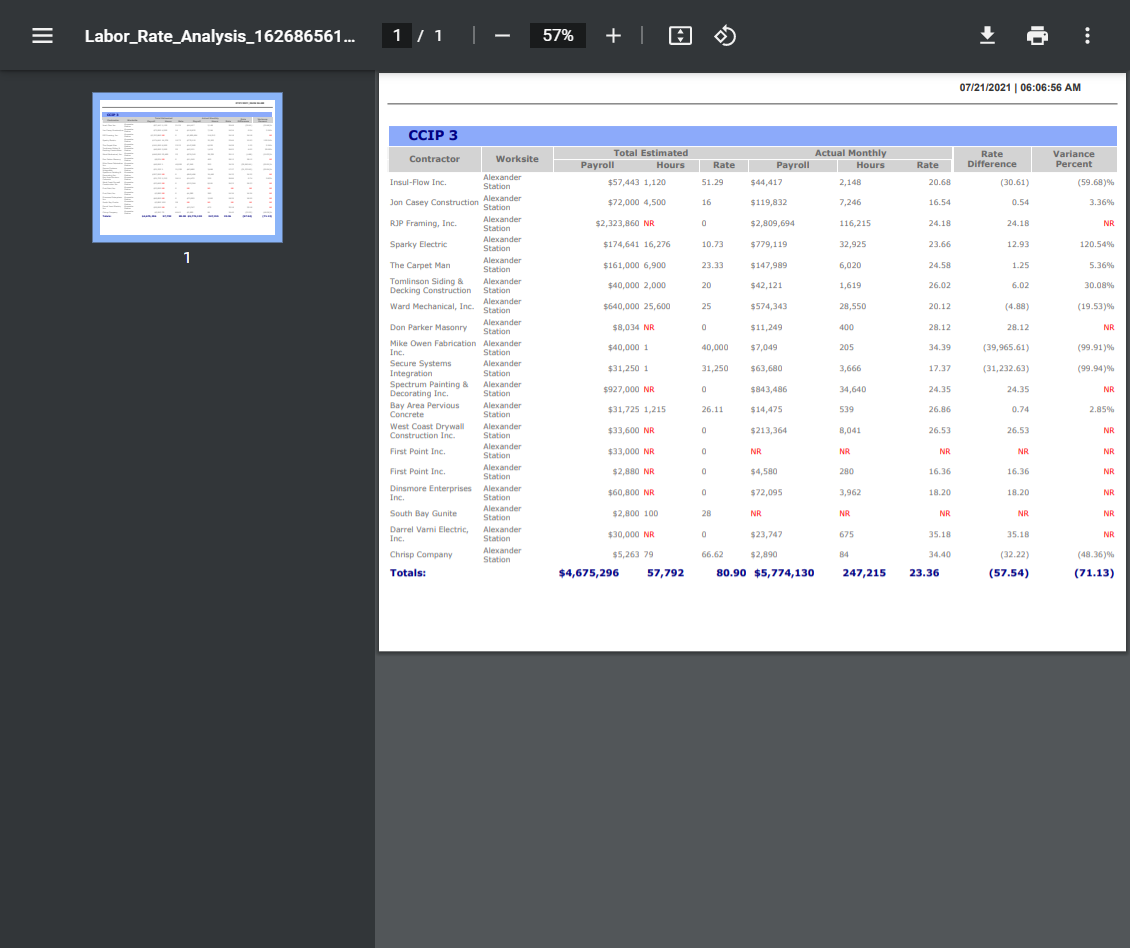 Labor_Rate_Analysis_162686561... 1 / 1 57%
1
07/21/2021 | 06:06:56 AM
CCIP 3
Contractor Worksite Total Estimated Actual Monthly Rate Difference Variance Percent
Payroll Hours Rate Payroll Hours Rate
Insul-Flow Inc. Alexander Station $57,443 1,120 51.29 $44,417 2,148 20.68 (30.61) (59.68)%
Jon Casey Construction Alexander Station $72,000 4,500 16 $119,832 7,246 16.54 0.54 3.36%
RJP Framing, Inc. Alexander Station $2,323,860 NR 0 $2,809,694 116,215 24.18 24.18 NR
Sparky Electric Alexander Station $174,641 16,276 10.73 $779,119 32,925 23.66 12.93 120.54%
The Carpet Man Alexander Station $161,000 6,900 23.33 $147,989 6,020 24.58 1.25 5.36%
Tomlinson Siding & Decking Construction Alexander Station $40,000 2,000 20 $42,121 1,619 26.02 6.02 30.08%
Ward Mechanical, Inc. Alexander Station $640,000 25,600 25 $574,343 28,550 20.12 (4.88) (19.53)%
Don Parker Masonry Alexander Station $8,034 NR 0 $11,249 400 28.12 28.12 NR
Mike Owen Fabrication Inc. Alexander Station $40,000 1 40,000 $7,049 205 34.39 (39,965.61) (99.91)%
Secure Systems Integration Alexander Station $31,250 1 31,250 $63,680 3,666 17.37 (31,232.63) (99.94)%
Spectrum Painting & Decorating Inc. Alexander Station $927,000 NR 0 $843,486 34,640 24.35 24.35 NR
Bay Area Pervious Concrete Alexander Station $31,725 1,215 26.11 $14,475 539 26.86 0.74 2.85%
West Coast Drywall Construction Inc. Alexander Station $33,600 NR 0 $213,364 8,041 26.53 26.53 NR
First Point Inc. Alexander Station $33,000 NR 0 NR NR NR NR NR
First Point Inc. Alexander Station $2,880 NR 0 $4,580 280 16.36 16.36 NR
Dinsmore Enterprises Inc. Alexander Station $60,800 NR 0 $72,095 3,962 18.20 18.20 NR
South Bay Gunite Alexander Station $2,800 100 28 NR NR NR NR NR
Darrel Varni Electric, Inc. Alexander Station $30,000 NR 0 $23,747 675 35.18 35.18 NR
Chrisp Company Alexander Station $5,263 79 66.62 $2,890 84 34.40 (32.22) (48.36)%
Totals: $4,675,296 57,792 80.90 $5,774,130 247,215 23.36 (57.54) (71.13)